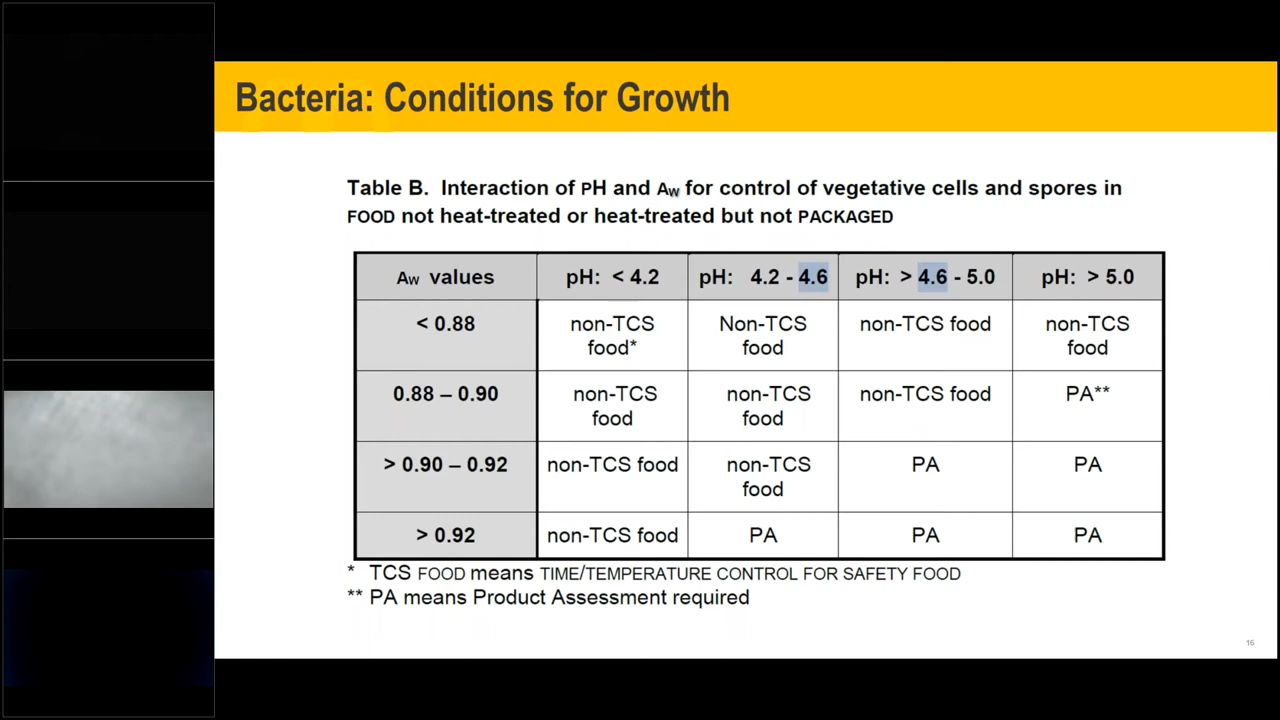 Bacteria: Conditions for Growth
Table B. Interaction of PH and AW for control of vegetative cells and spores in
FOOD not heat-treated or heat-treated but not PACKAGED
AW values pH: < 4.2 pH: 4.2 - 4.6 pH: > 4.6 - 5.0 pH: > 5.0
< 0.88 non-TCS food* Non-TCS food non-TCS food non-TCS food
0.88 – 0.90 non-TCS food non-TCS food non-TCS food PA**
> 0.90 – 0.92 non-TCS food non-TCS food PA PA
> 0.92 non-TCS food PA PA PA
* TCS FOOD means TIME/TEMPERATURE CONTROL FOR SAFETY FOOD
** PA means Product Assessment required
16